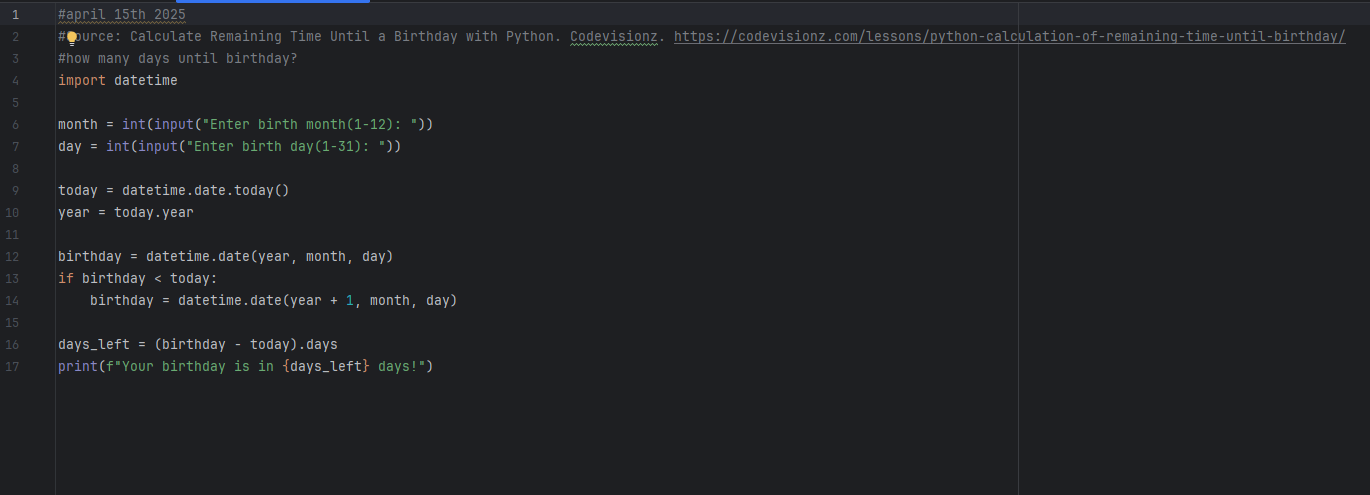 1 #april 15th 2025
2 #Source: Calculate Remaining Time Until a Birthday with Python. Codevisionz. https://codevisionz.com/lessons/python-calculation-of-remaining-time-until-birthday/
3 #how many days until birthday?
4 import datetime
5
6 month = int(input("Enter birth month(1-12): "))
7 day = int(input("Enter birth day(1-31): "))
8
9 today = datetime.date.today()
10 year = today.year
11
12 birthday = datetime.date(year, month, day)
13 if birthday < today:
14     birthday = datetime.date(year + 1, month, day)
15
16 days_left = (birthday - today).days
17 print(f"Your birthday is in {days_left} days!")